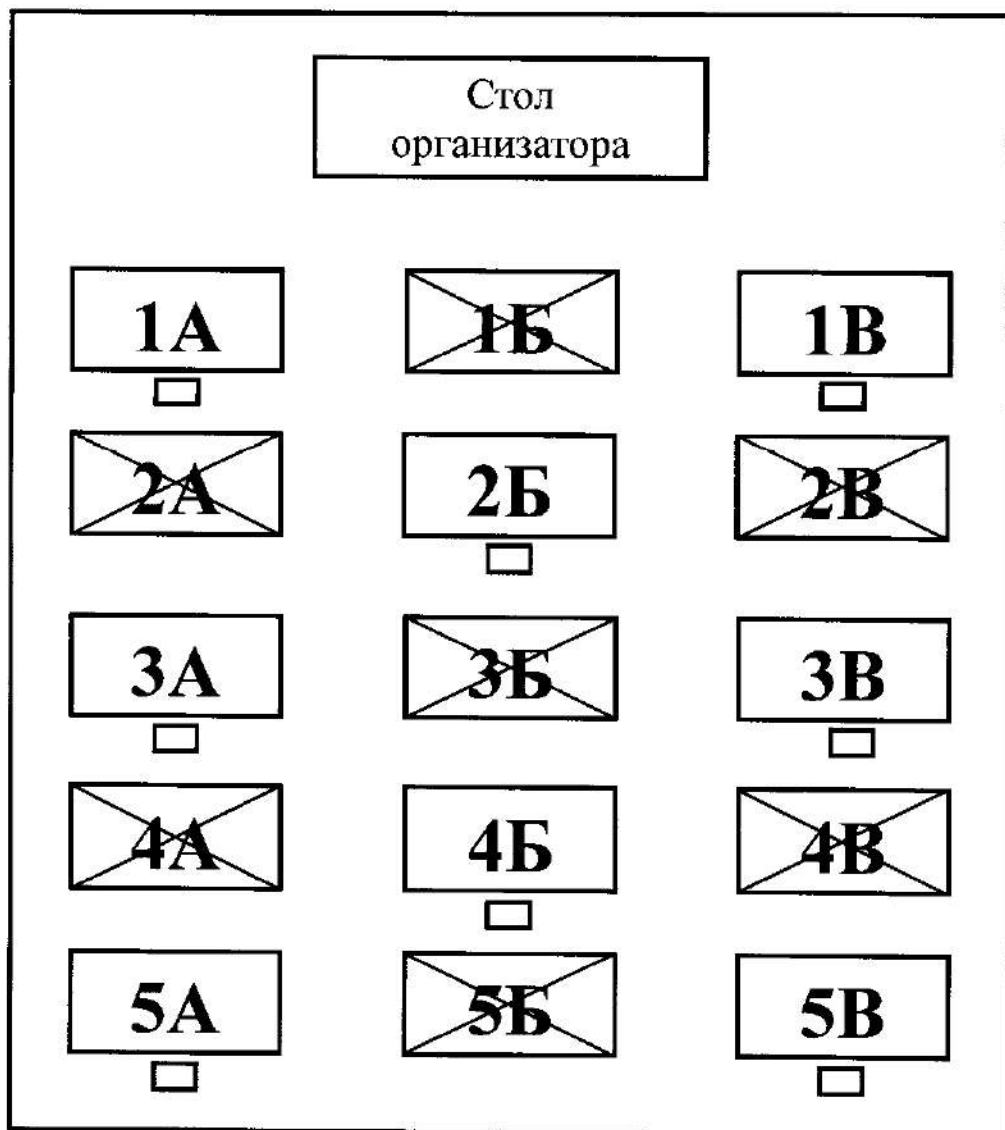 Стол
организатора
1А 1Б 1В
2А 2Б 2В
3А 3Б 3В
4А 4Б 4В
5А 5Б 5В